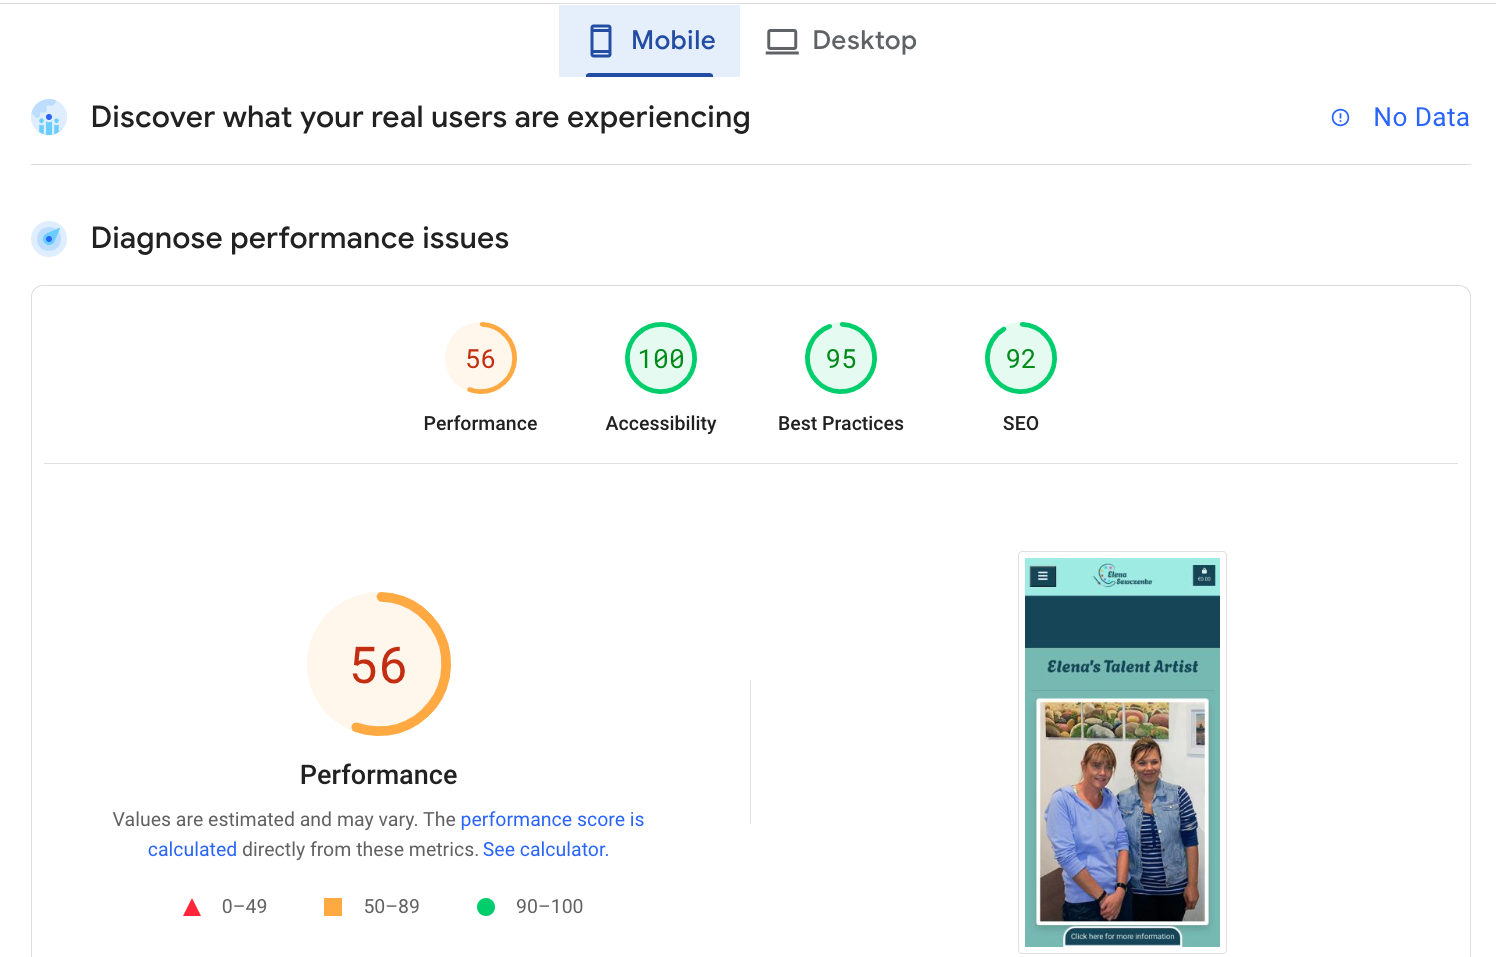 Mobile
Desktop
Discover what your real users are experiencing
No Data
Diagnose performance issues
56
100
95
92
Performance
Accessibility
Best Practices
SEO
56
Performance
Values are estimated and may vary. The performance score is
calculated directly from these metrics. See calculator.
0–49
50–89
90–100
Elena
€0.00
Elena's Talent Artist
Click here for more information